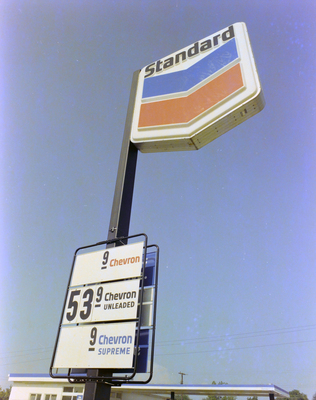 Standard
9 Chevron
53 9 Chevron
UNLEADED
9 Chevron
SUPREME